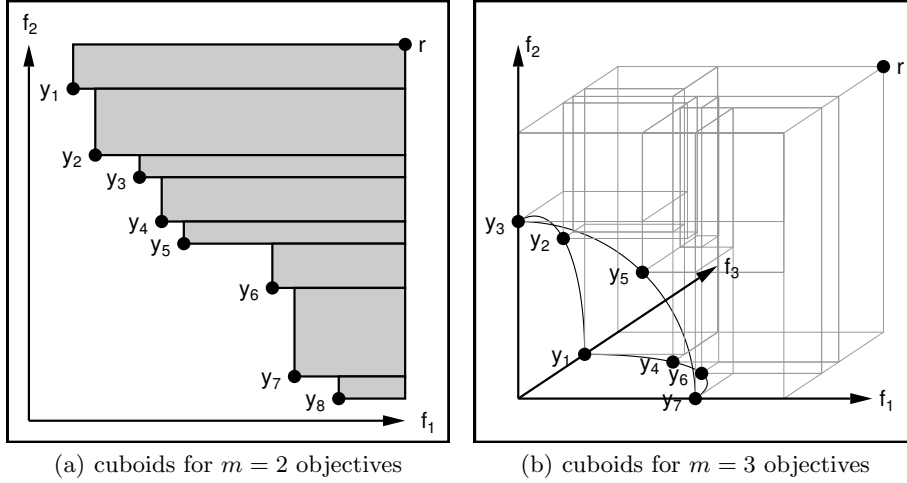 f2
r
y1
y2
y3
y4
y5
y6
y7
y8
f1
f2
r
y3
y2
y5
f3
y1
y4
y6
y7
f1
(a) cuboids for m = 2 objectives
(b) cuboids for m = 3 objectives